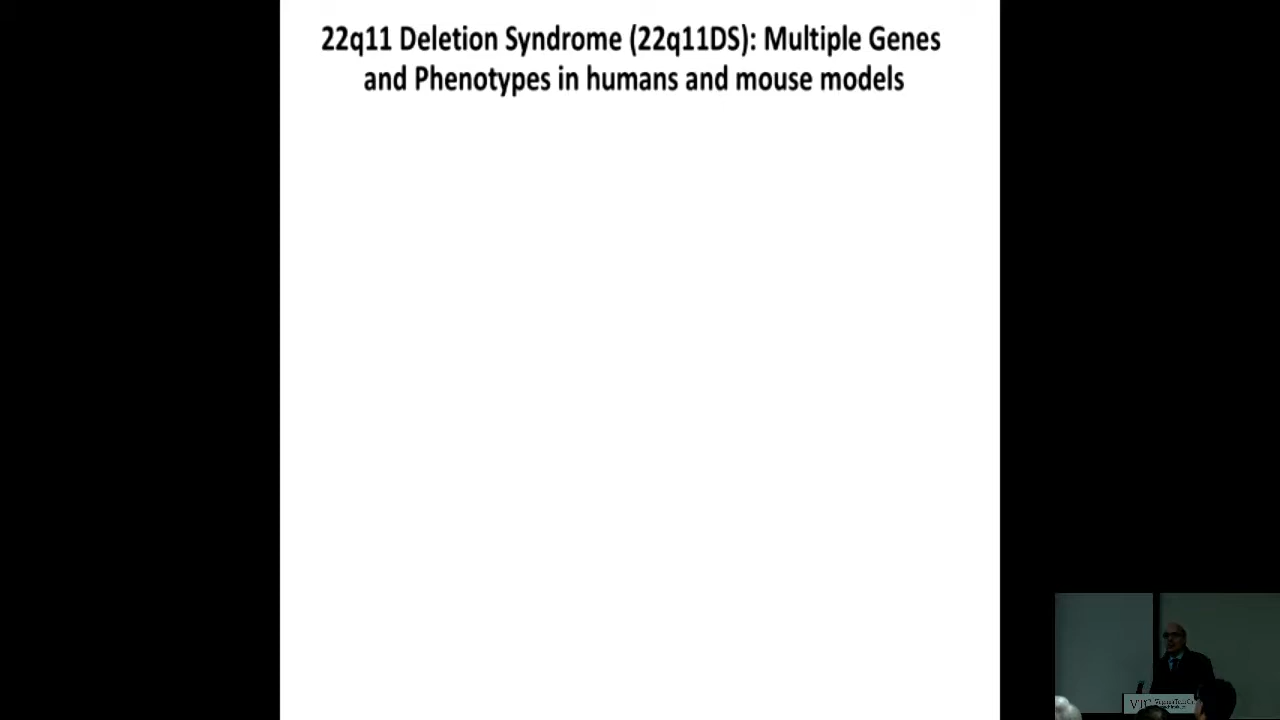 22q11 Deletion Syndrome (22q11DS): Multiple Genes
and Phenotypes in humans and mouse models